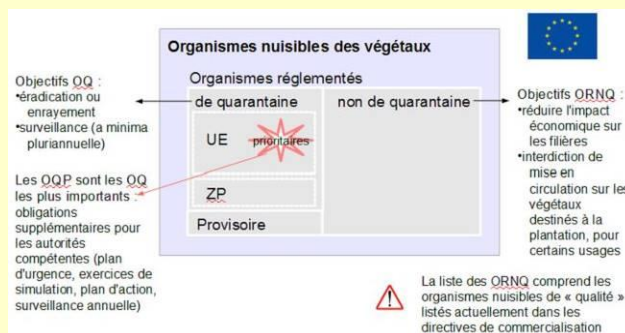 Organismes nuisibles des végétaux
Organismes réglementés
de quarantaine
non de quarantaine
UE
prioritaires
ZP
Provisoire
Objectifs OQ :
•éradication ou
enrayement
•surveillance (a minima
pluriannuelle)
Les OQP sont les OQ
les plus importants :
obligations
supplémentaires pour
les autorités
compétentes (plan
d'urgence, exercices de
simulation, plan d'action,
surveillance annuelle)
Objectifs ORNQ :
•réduire l'impact
économique sur
les filières
•interdiction de
mise en
circulation sur les
végétaux
destinés à la
plantation, pour
certains usages
La liste des ORNQ comprend les
organismes nuisibles de « qualité »
listés actuellement dans les
directives de commercialisation